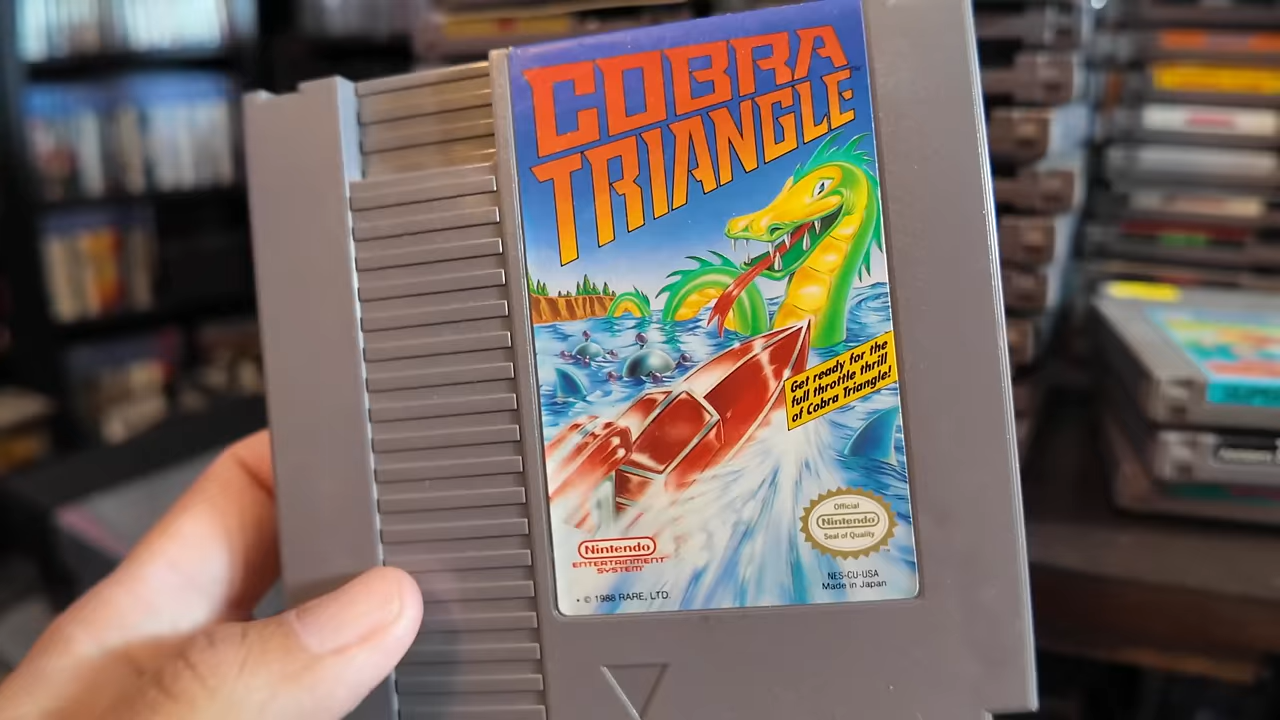 COBRA
TRIANGLE™
Get ready for the
full throttle thrill
of Cobra Triangle!
Official
Nintendo
Seal of Quality
Nintendo
ENTERTAINMENT
SYSTEM
NES-CU-USA
Made in Japan
• © 1988 RARE, LTD.